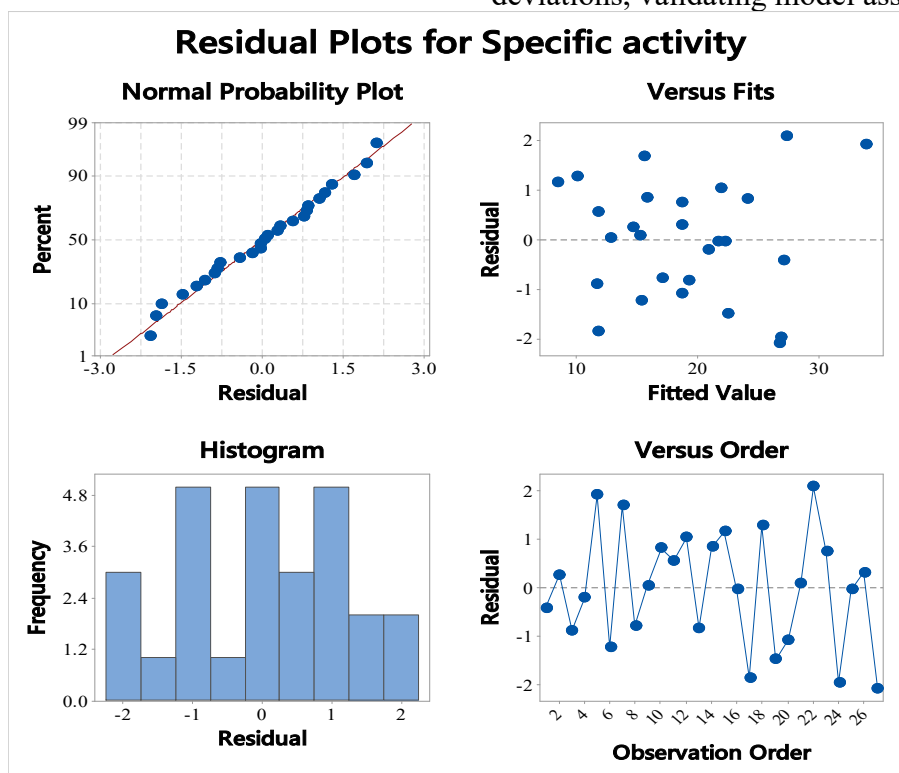 deviations, validating model ass
Residual Plots for Specific activity
Normal Probability Plot
99
90
50
10
1
Percent
-3.0 -1.5 0.0 1.5 3.0
Residual
Versus Fits
2
1
0
-1
-2
Residual
10 20 30
Fitted Value
Histogram
4.8
3.6
2.4
1.2
0.0
Frequency
-2 -1 0 1 2
Residual
Versus Order
2
1
0
-1
-2
Residual
2 4 6 8 10 12 14 16 18 20 22 24 26
Observation Order